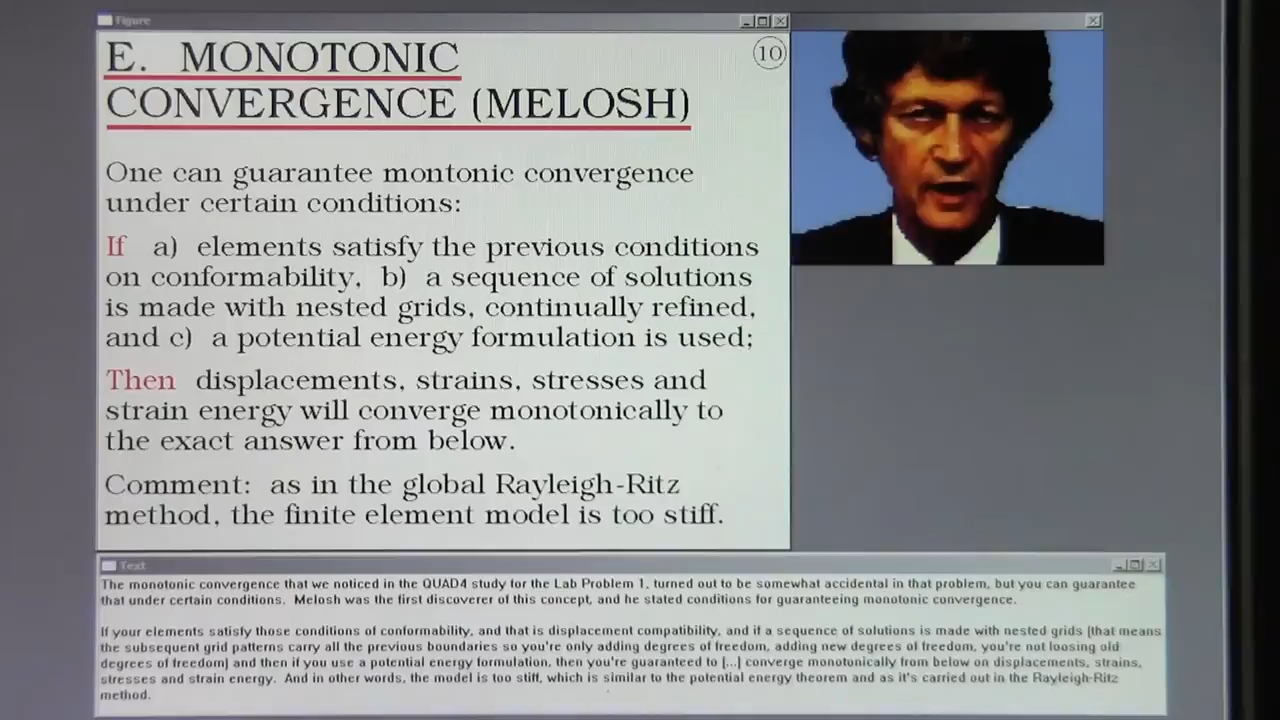 Figure
E. MONOTONIC
CONVERGENCE (MELOSH)
10
One can guarantee montonic convergence
under certain conditions:
If a) elements satisfy the previous conditions
on conformability, b) a sequence of solutions
is made with nested grids, continually refined,
and c) a potential energy formulation is used;
Then displacements, strains, stresses and
strain energy will converge monotonically to
the exact answer from below.
Comment: as in the global Rayleigh-Ritz
method, the finite element model is too stiff.
Text
The monotonic convergence that we noticed in the QUAD4 study for the Lab Problem 1, turned out to be somewhat accidental in that problem, but you can guarantee
that under certain conditions. Melosh was the first discoverer of this concept, and he stated conditions for guaranteeing monotonic convergence.
If your elements satisfy those conditions of conformability, and that is displacement compatibility, and if a sequence of solutions is made with nested grids (that means
the subsequent grid patterns carry all the previous boundaries so you're only adding degrees of freedom, adding new degrees of freedom, you're not loosing old
degrees of freedom) and then if you use a potential energy formulation, then you're guaranteed to [...] converge monotonically from below on displacements, strains,
stresses and strain energy. And in other words, the model is too stiff, which is similar to the potential energy theorem and as it's carried out in the Rayleigh-Ritz
method.